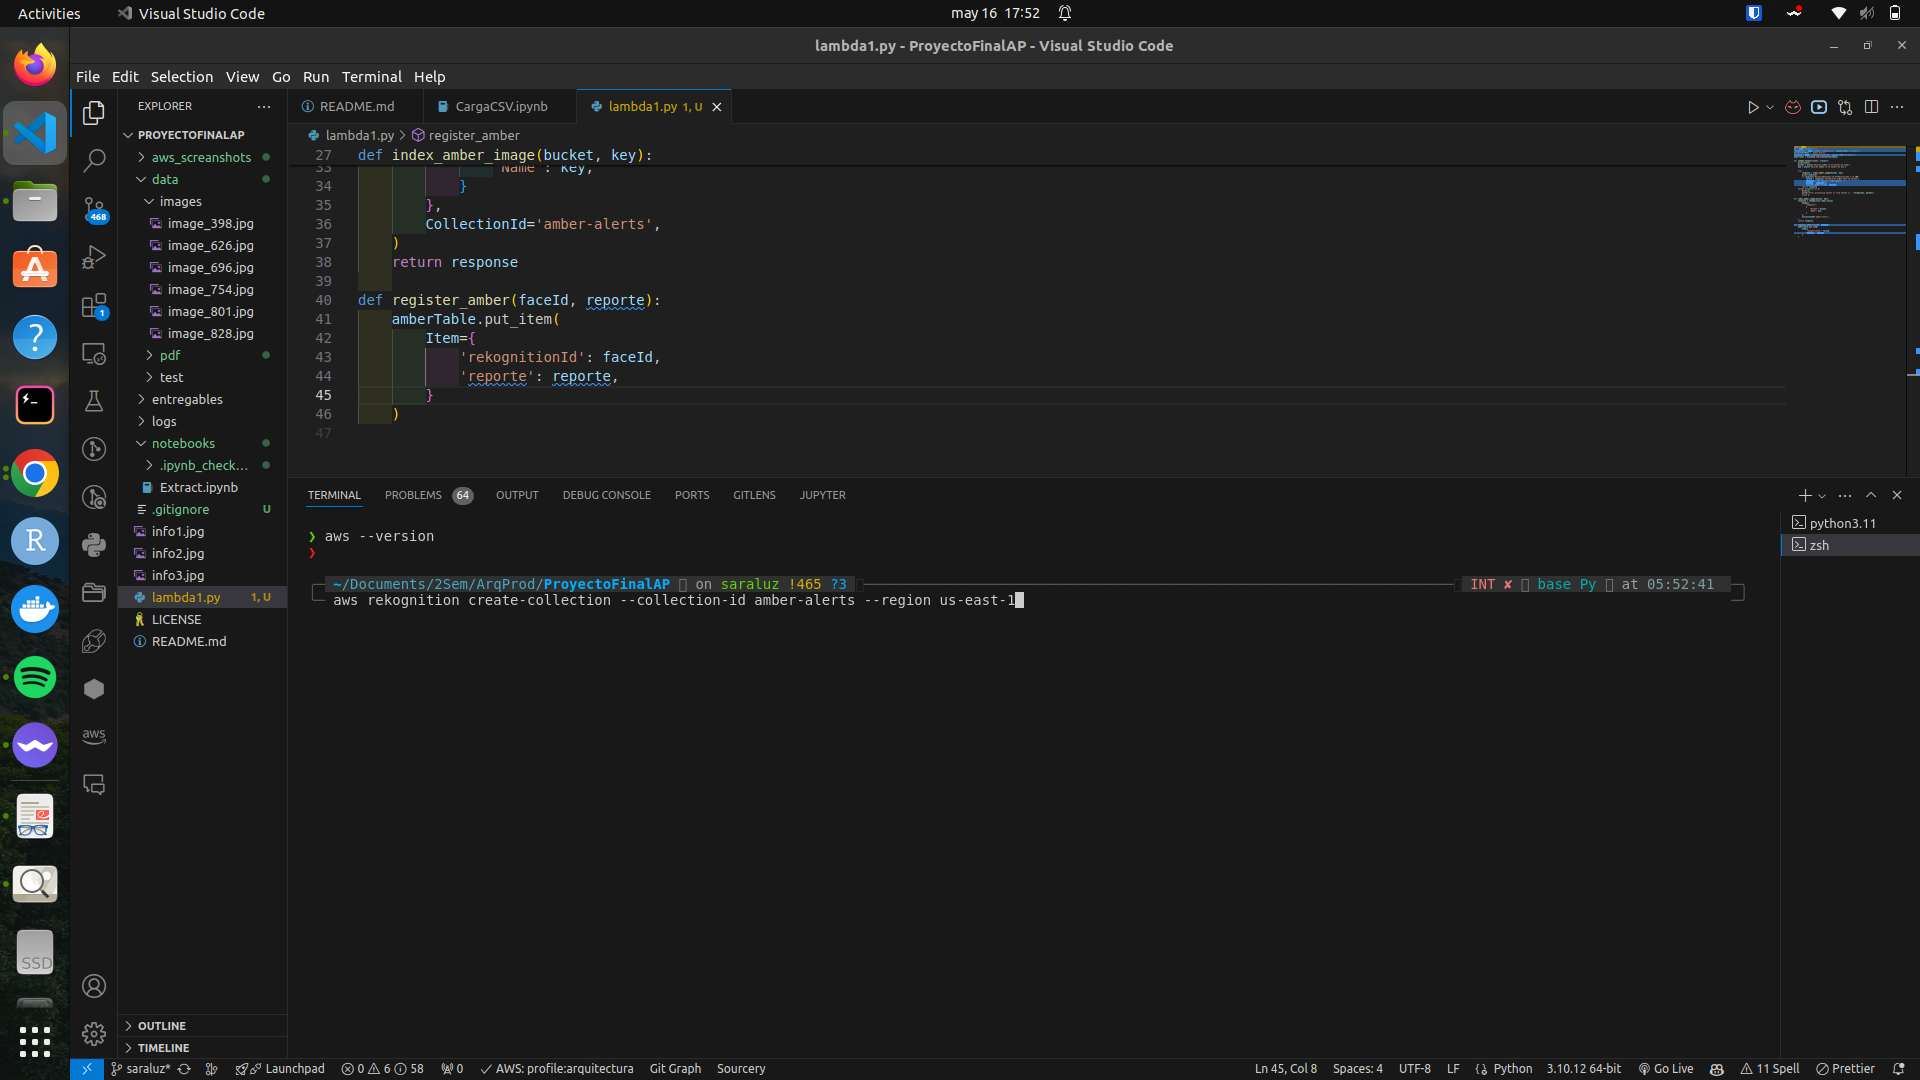 Activities
Visual Studio Code
may 16 17:52
lambda1.py - ProyectoFinalAP - Visual Studio Code
File Edit Selection View Go Run Terminal Help
EXPLORER
README.md
CargaCSV.ipynb
lambda1.py 1, U
PROYECTOFINALAP
aws_screanshots
data
images
image_398.jpg
image_626.jpg
image_696.jpg
image_754.jpg
image_801.jpg
image_828.jpg
pdf
test
entregables
logs
notebooks
.ipynb_check...
Extract.ipynb
.gitignore U
info1.jpg
info2.jpg
info3.jpg
lambda1.py 1, U
LICENSE
README.md
OUTLINE
TIMELINE
468
1
aws
R
SSD
lambda1.py > register_amber
27 def index_amber_image(bucket, key):
33 'Name': key,
34 }
35 },
36 CollectionId='amber-alerts',
37 )
38 return response
39
40 def register_amber(faceId, reporte):
41 amberTable.put_item(
42 Item={
43 'rekognitionId': faceId,
44 'reporte': reporte,
45 }
46 )
47
TERMINAL PROBLEMS 64 OUTPUT DEBUG CONSOLE PORTS GITLENS JUPYTER
❯ aws --version
❯
~/Documents/2Sem/ArqProd/ProyectoFinalAP on saraluz !465 ?3
INT ✘ base Py at 05:52:41
aws rekognition create-collection --collection-id amber-alerts --region us-east-1
python3.11
zsh
saraluz* Launchpad 0 6 58 0 AWS: profile:arquitectura Git Graph Sourcery
Ln 45, Col 8 Spaces: 4 UTF-8 LF Python 3.10.12 64-bit Go Live 11 Spell Prettier